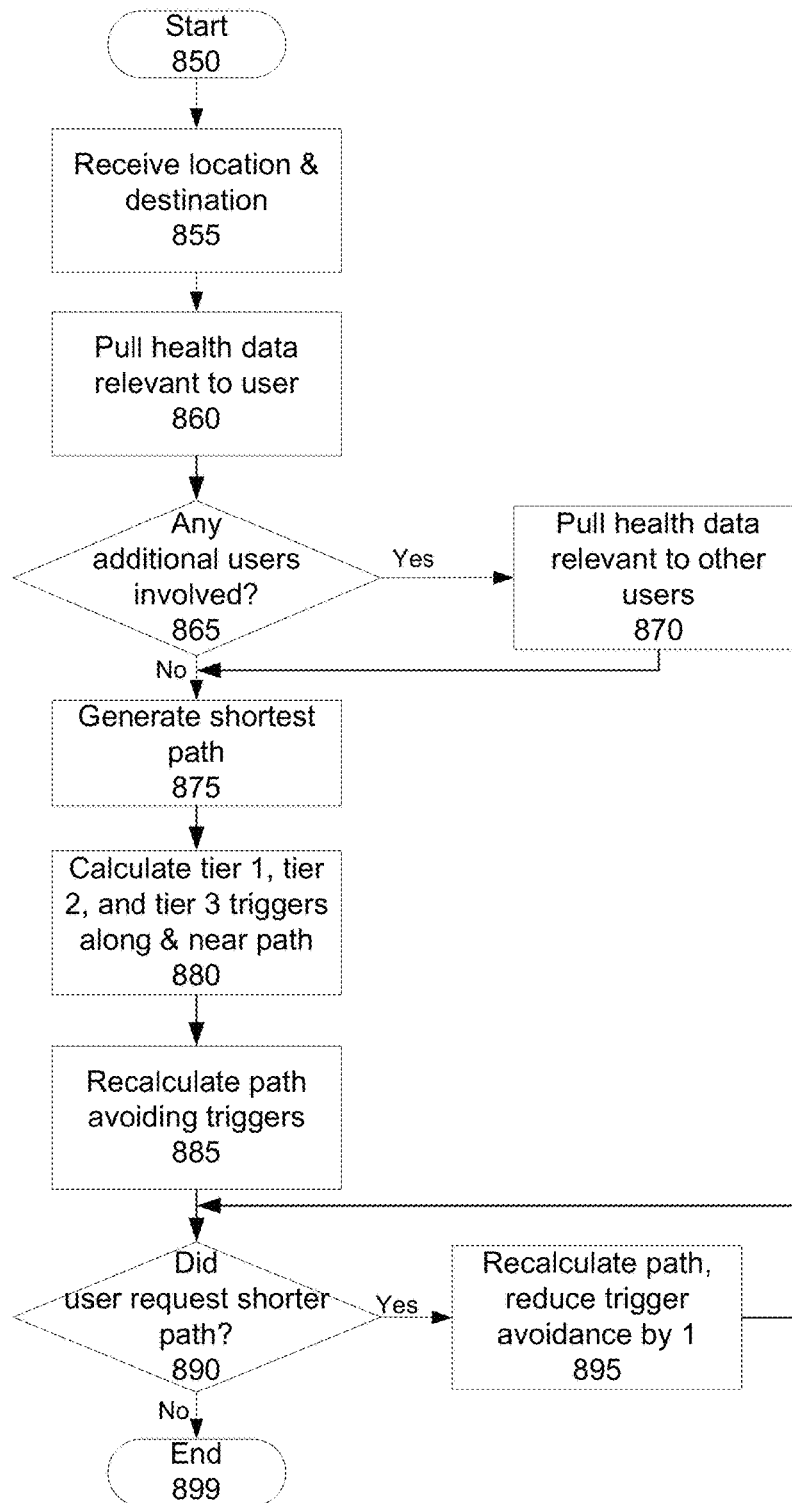 Start
850
Receive location &
destination
855
Pull health data
relevant to user
860
Any
additional users
involved?
865
Yes
Pull health data
relevant to other
users
870
No
Generate shortest
path
875
Calculate tier 1, tier
2, and tier 3 triggers
along & near path
880
Recalculate path
avoiding triggers
885
Did
user request shorter
path?
890
Yes
Recalculate path,
reduce trigger
avoidance by 1
895
No
End
899